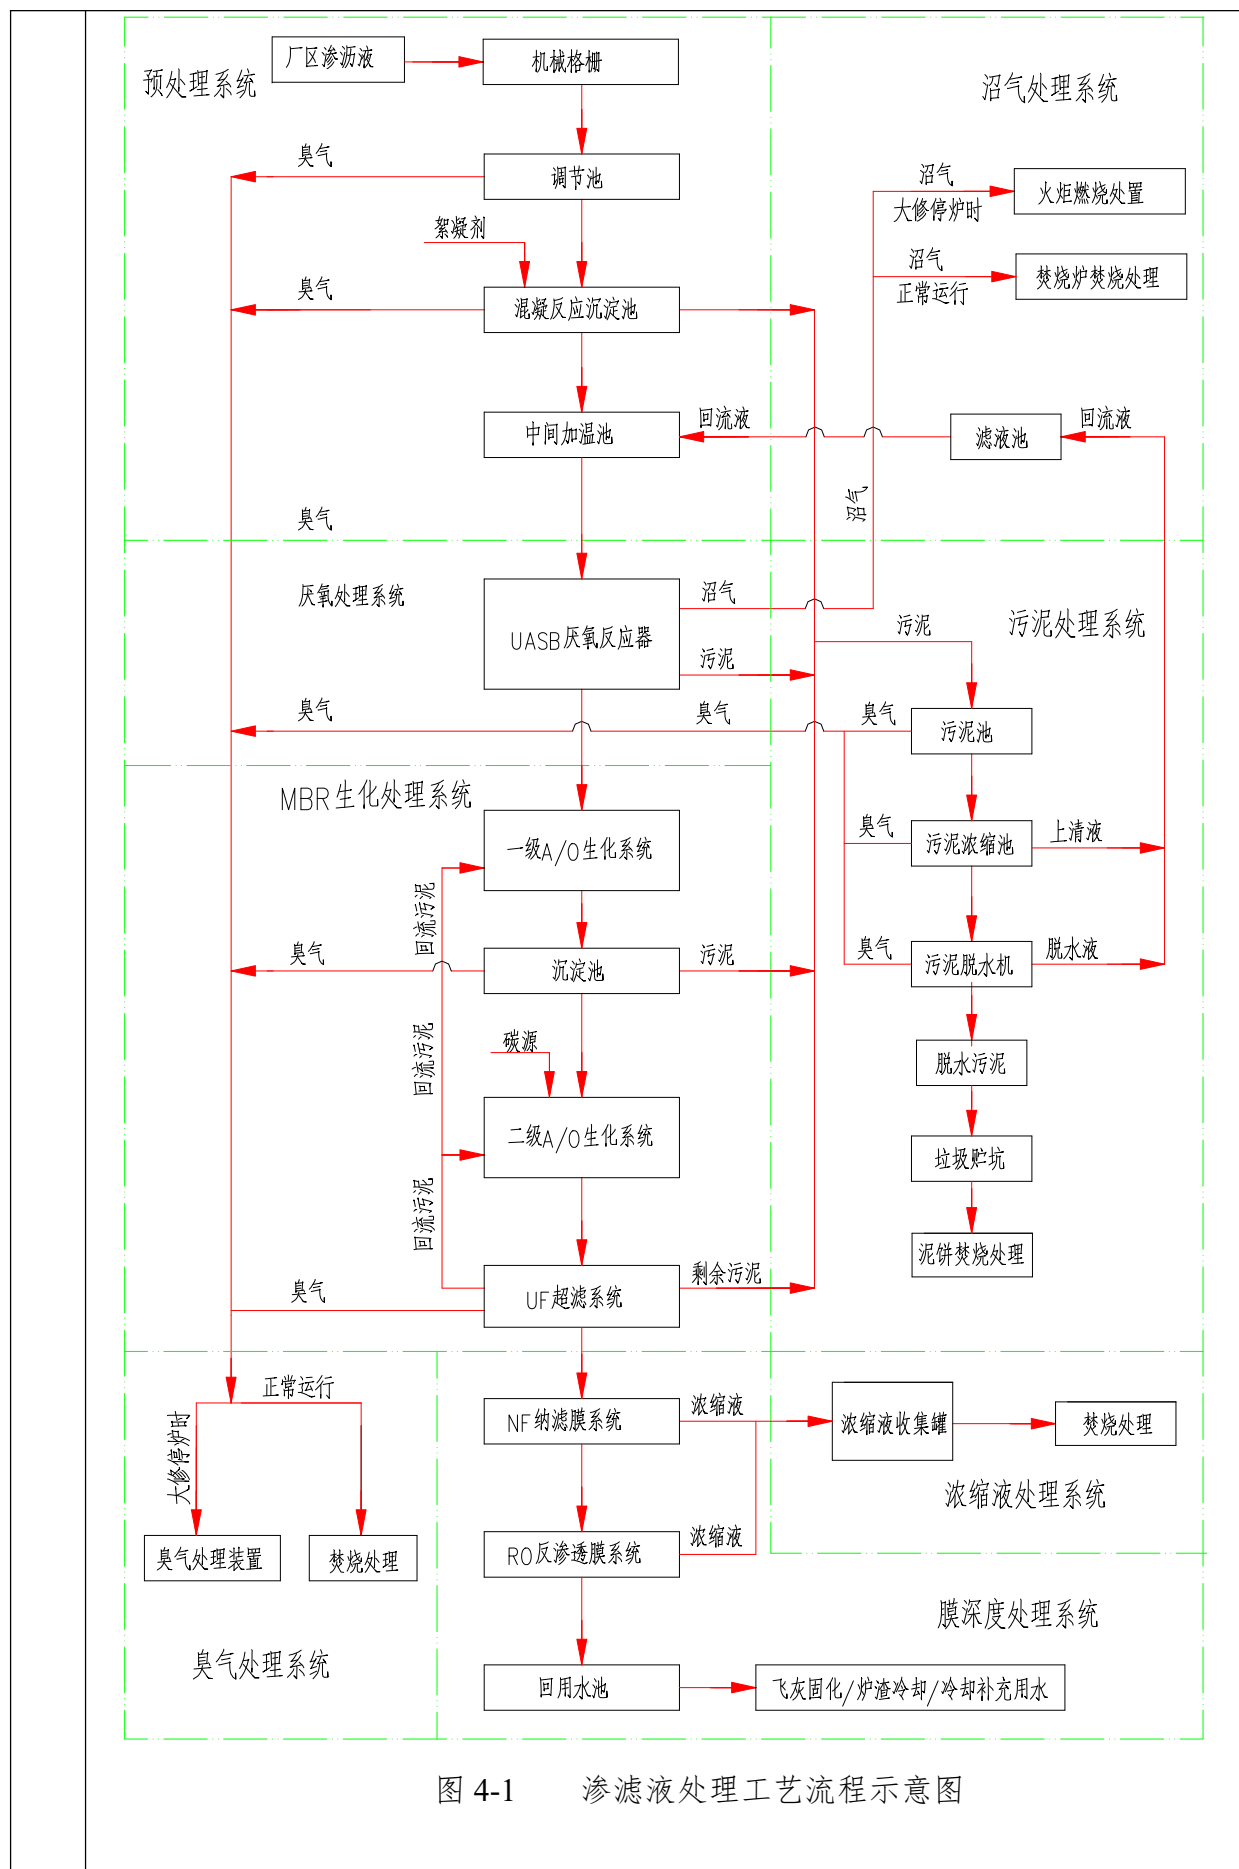 厂区渗沥液
机械格栅
预处理系统
沼气处理系统
臭气
调节池
沼气
大修停炉时
火炬燃烧处置
絮凝剂
臭气
混凝反应沉淀池
沼气
正常运行
焚烧炉焚烧处理
中间加温池
回流液
滤液池
回流液
沼气
臭气
厌氧处理系统
UASB厌氧反应器
沼气
污泥
污泥
污泥处理系统
臭气
臭气
臭气
污泥池
MBR生化处理系统
一级A/O生化系统
臭气
污泥浓缩池
上清液
回流污泥
臭气
沉淀池
污泥
臭气
污泥脱水机
脱水液
碳源
回流污泥
脱水污泥
二级A/O生化系统
垃圾贮坑
回流污泥
泥饼焚烧处理
臭气
UF超滤系统
剩余污泥
正常运行
大修停炉时
NF纳滤膜系统
浓缩液
浓缩液收集罐
焚烧处理
浓缩液处理系统
臭气处理装置
焚烧处理
RO反渗透膜系统
浓缩液
膜深度处理系统
臭气处理系统
回用水池
飞灰固化/炉渣冷却/冷却补充用水
图 4-1 渗滤液处理工艺流程示意图